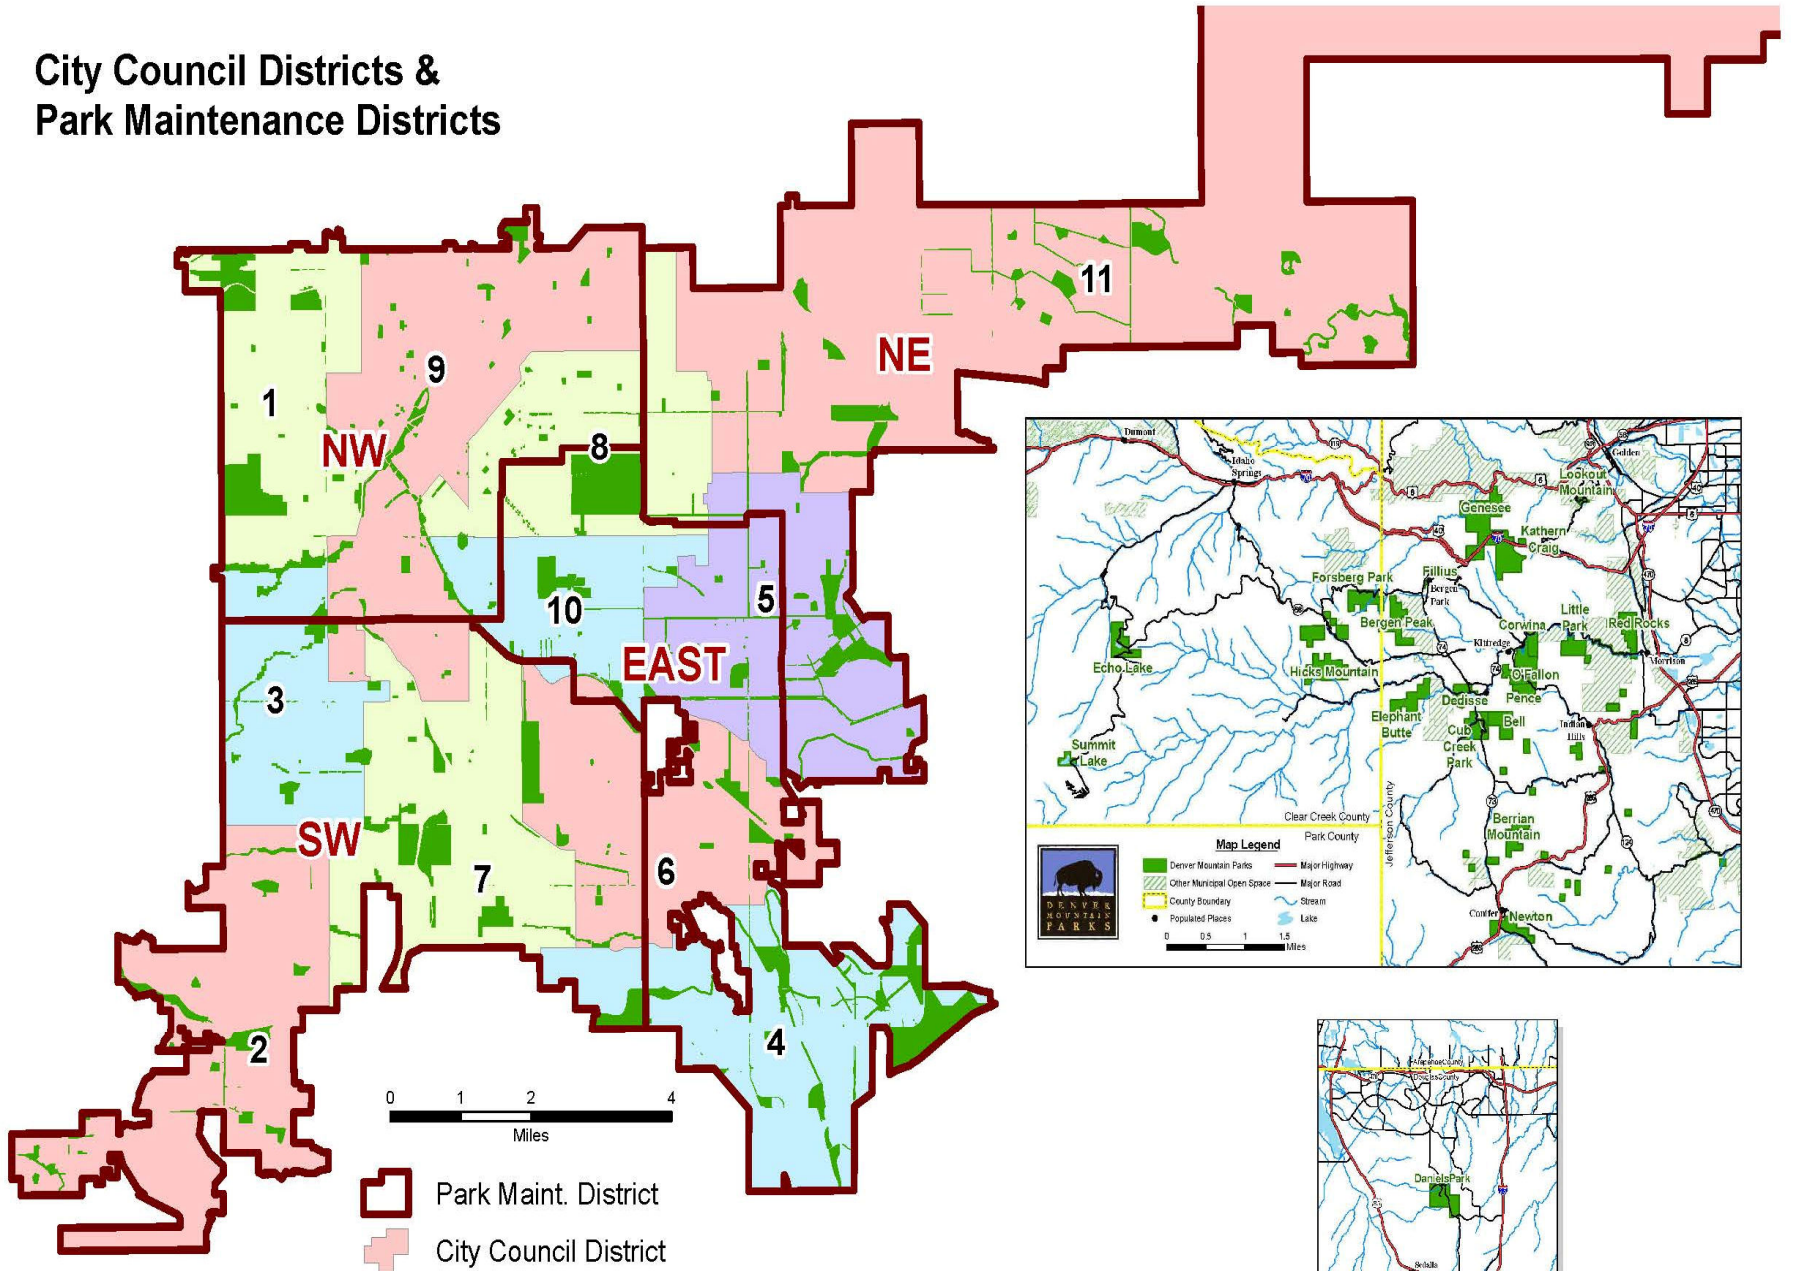 City Council Districts &
Park Maintenance Districts
11
NE
9
1
NW
8
5
10
EAST
3
SW
7
6
2
4
0 1 2 4
Miles
Park Maint. District
City Council District
Dumont
Idaho
Springs
Golden
Lookout
Mountain
Genesee
Kathern
Craig
Forsberg Park
Fillius
Bergen
Park
Bergen Peak
Little
Park
Corwina
Red Rocks
Kittredge
Morrison
Echo Lake
Hicks Mountain
O'Fallon
Dedisse
Pence
Elephant
Butte
Bell
Cub
Creek
Park
Indian
Hills
Summit
Lake
Jefferson County
Clear Creek County
Park County
Berrian
Mountain
Map Legend
Denver Mountain Parks
Major Highway
Other Municipal Open Space
Major Road
County Boundary
Stream
Populated Places
Lake
0 0.5 1 1.5
Miles
DENVER
MOUNTAIN
PARKS
Conifer
Newton
Arapahoe County
Douglas County
DanielsPark
Sedalia